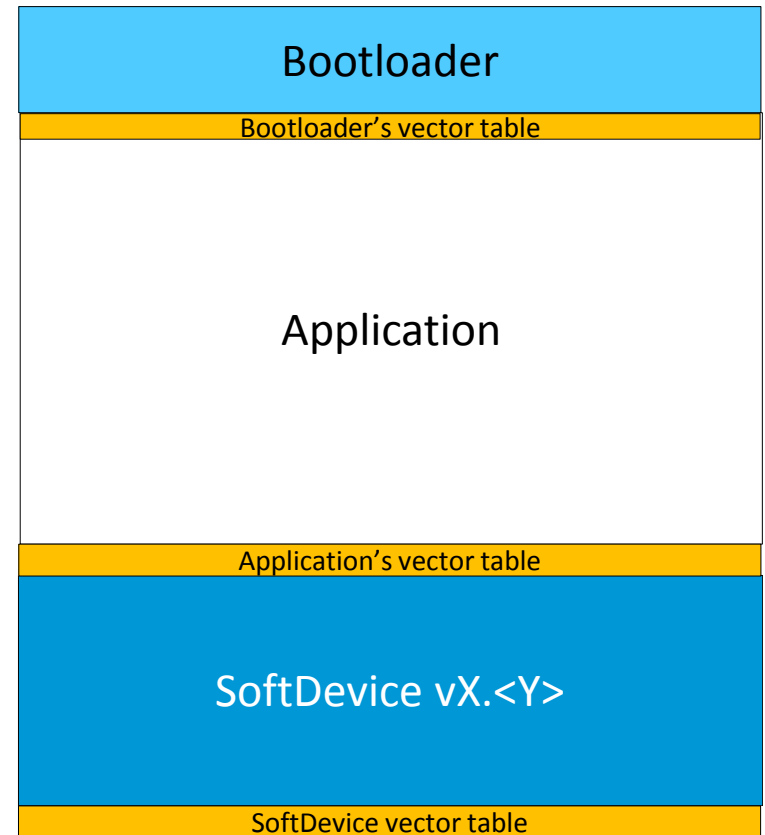 Bootloader
Bootloader’s vector table
Application
Application’s vector table
SoftDevice vX.<Y>
SoftDevice vector table